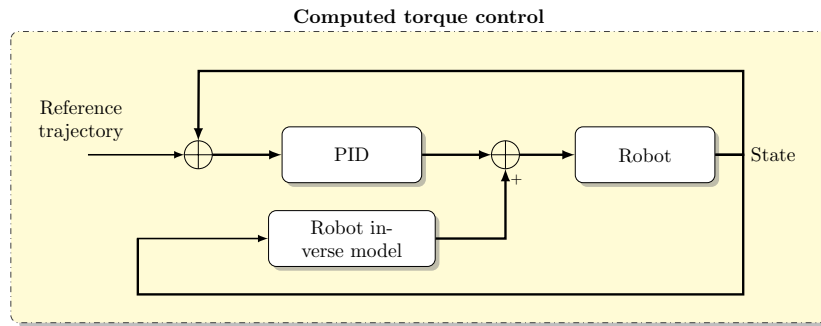 Computed torque control
Reference
trajectory
PID
Robot
State
+
Robot in-
verse model